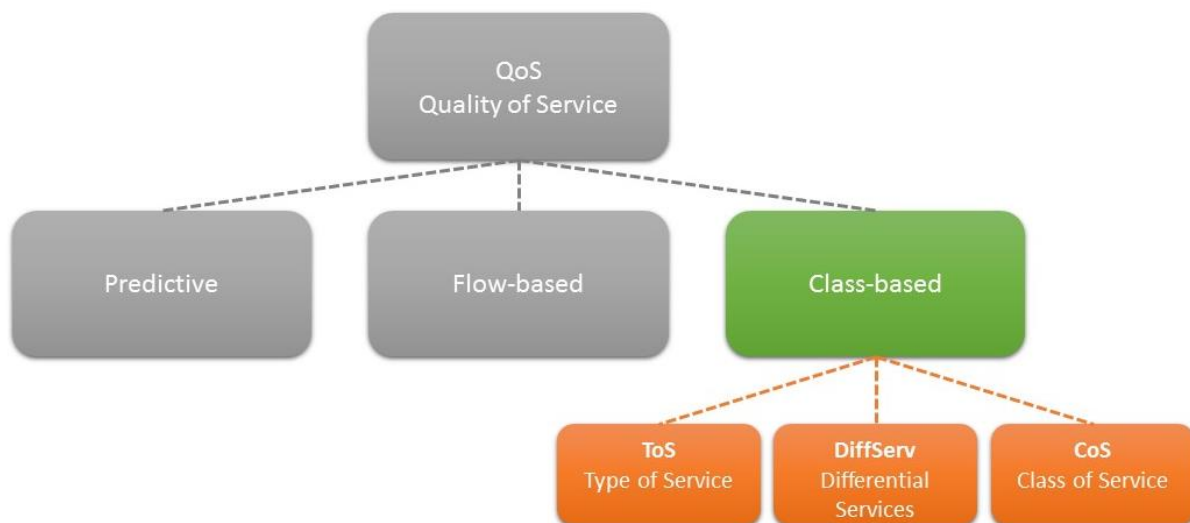 QoS
Quality of Service
Predictive
Flow-based
Class-based
ToS
Type of Service
DiffServ
Differential
Services
CoS
Class of Service